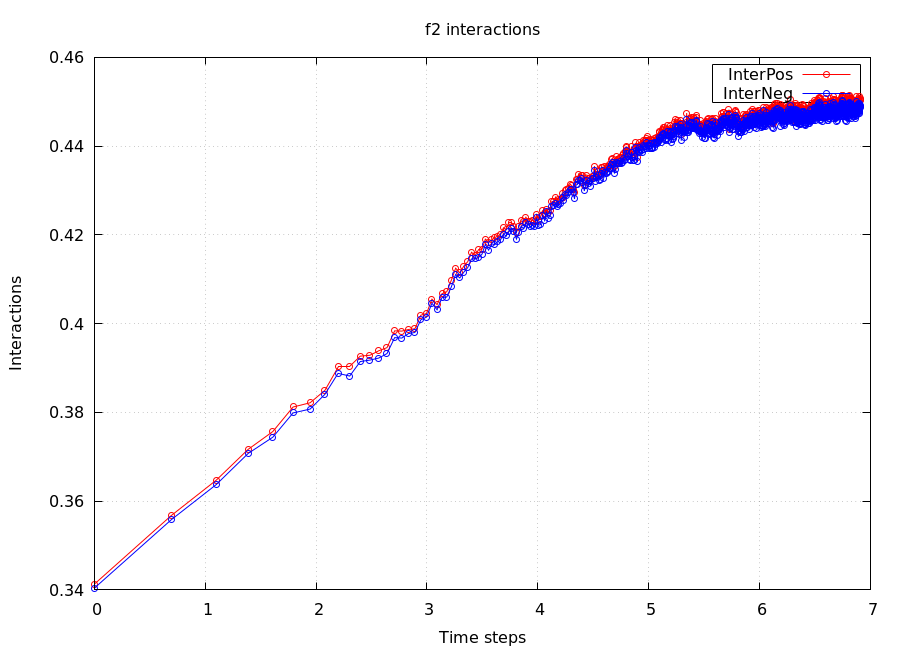 f2 interactions
0.46
0.44
0.42
0.4
0.38
0.36
0.34
0 1 2 3 4 5 6 7
Interactions
Time steps
InterPos
InterNeg